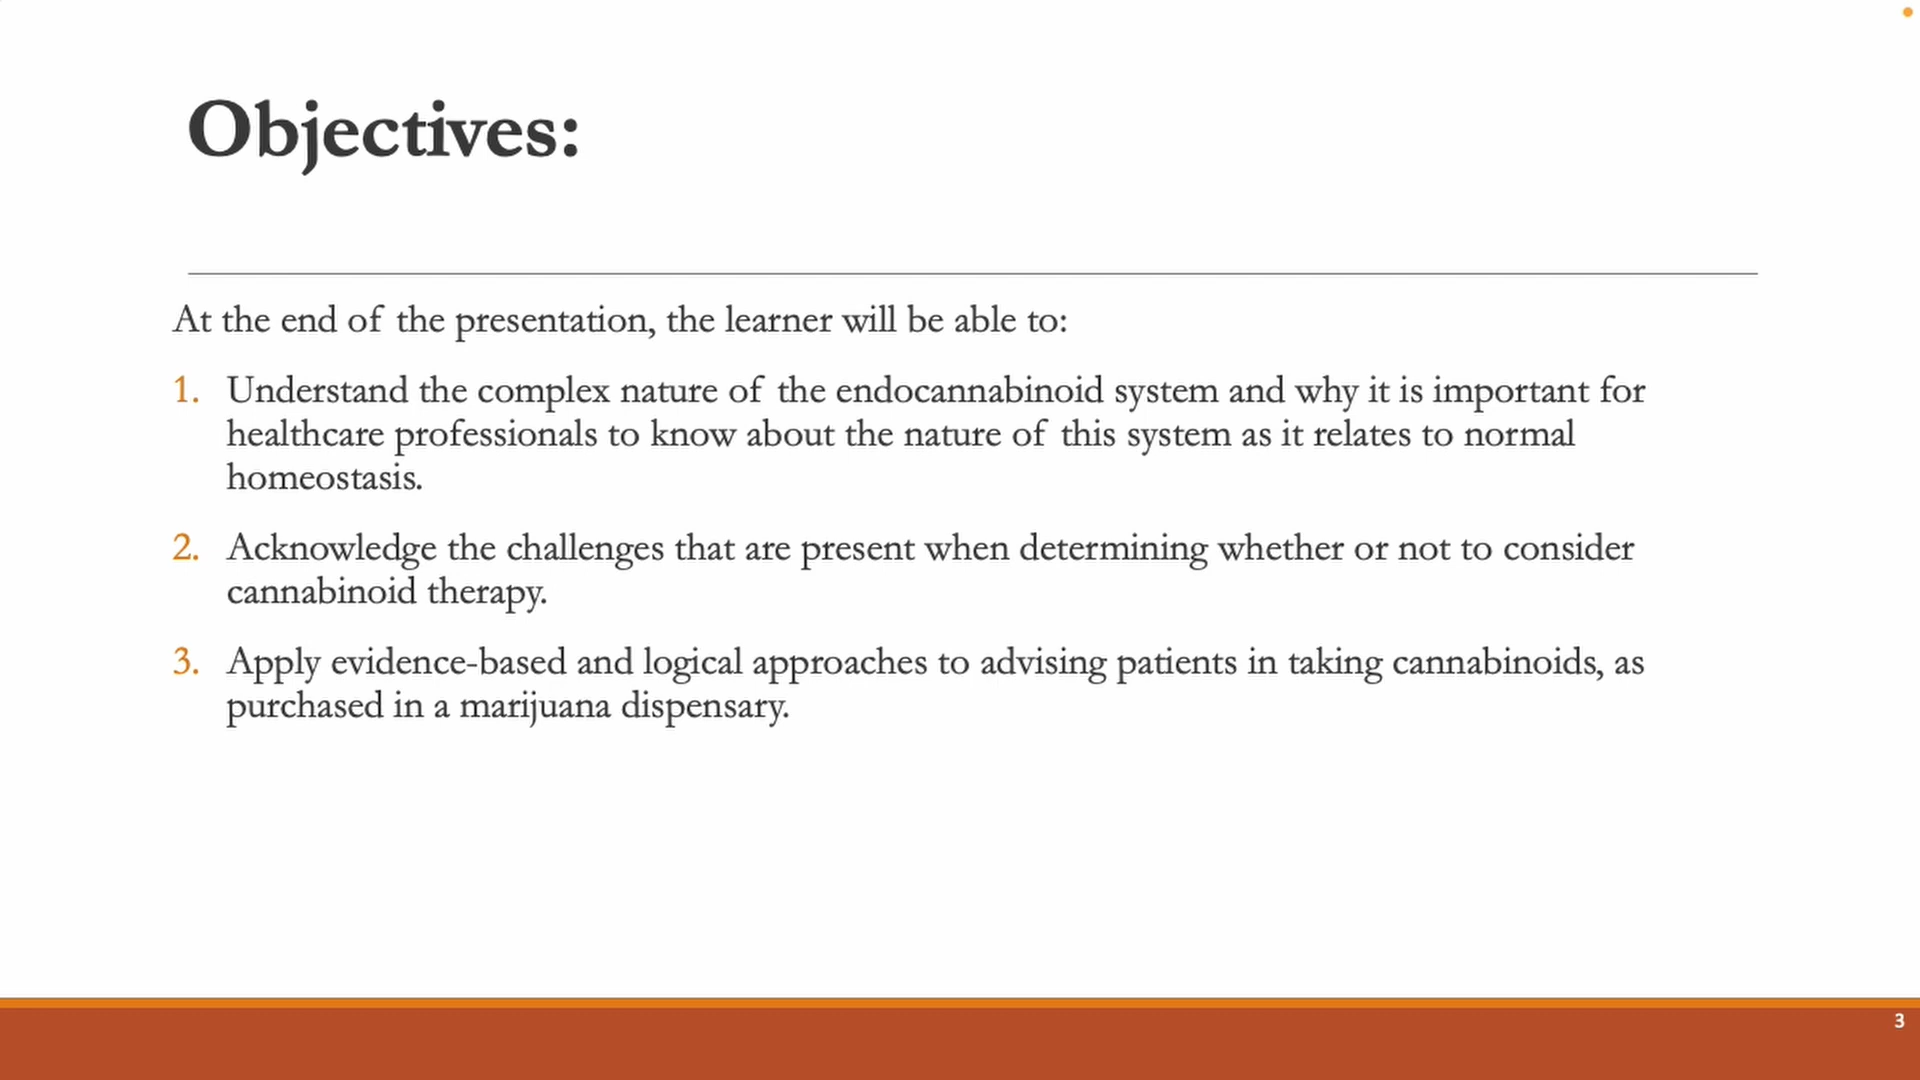 Objectives:
At the end of the presentation, the learner will be able to:
1. Understand the complex nature of the endocannabinoid system and why it is important for
healthcare professionals to know about the nature of this system as it relates to normal
homeostasis.
2. Acknowledge the challenges that are present when determining whether or not to consider
cannabinoid therapy.
3. Apply evidence-based and logical approaches to advising patients in taking cannabinoids, as
purchased in a marijuana dispensary.
3